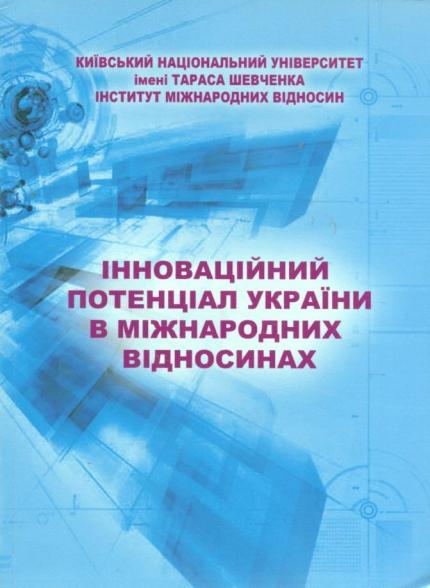 КИЇВСЬКИЙ НАЦІОНАЛЬНИЙ УНІВЕРСИТЕТ
імені ТАРАСА ШЕВЧЕНКА
ІНСТИТУТ МІЖНАРОДНИХ ВІДНОСИН
ІННОВАЦІЙНИЙ
ПОТЕНЦІАЛ УКРАЇНИ
В МІЖНАРОДНИХ
ВІДНОСИНАХ